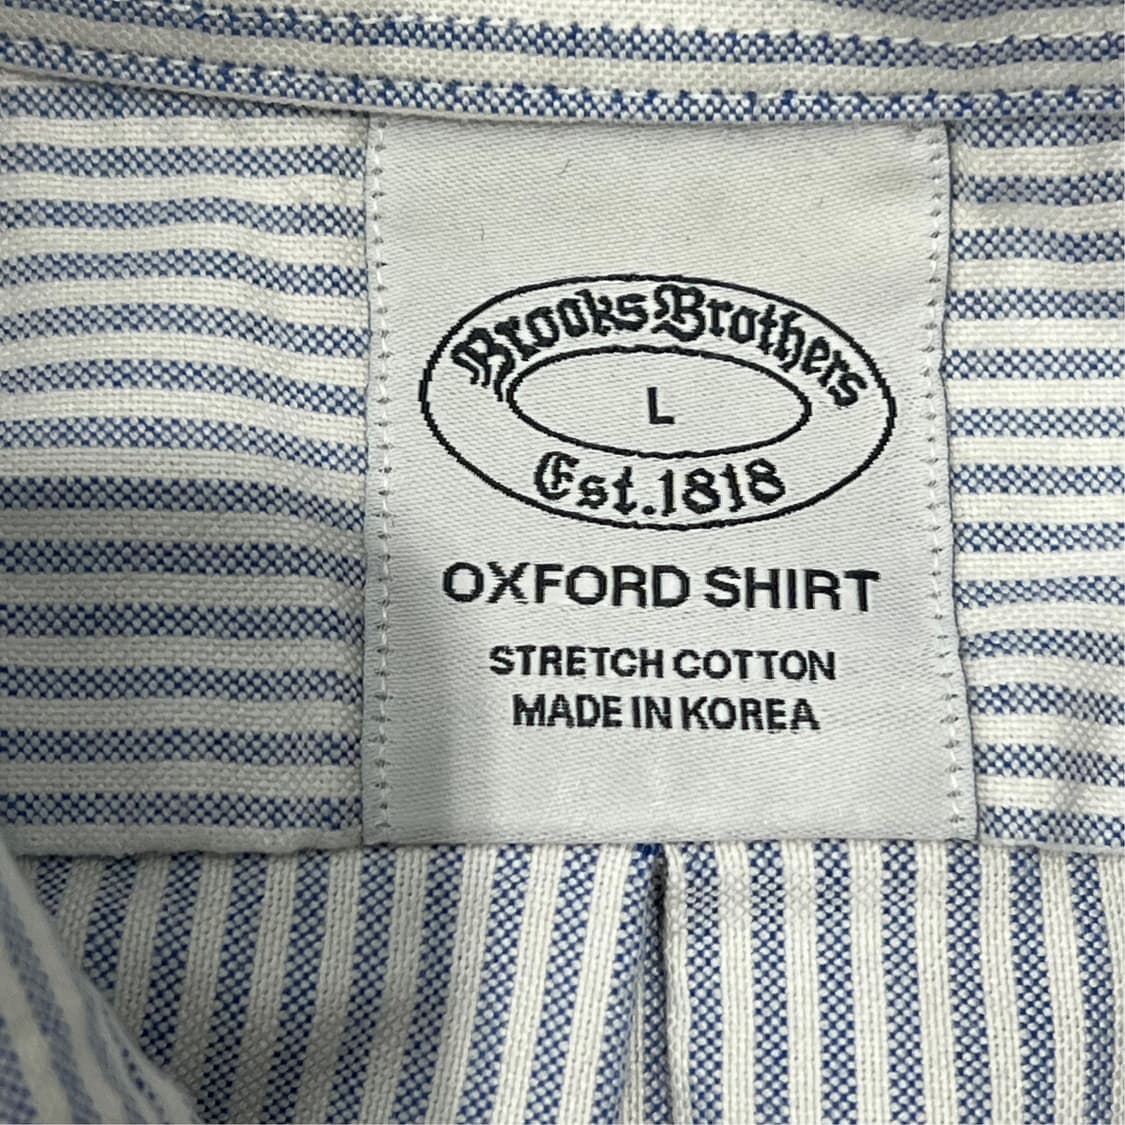 Brooks Brothers
L
Est. 1818
OXFORD SHIRT
STRETCH COTTON
MADE IN KOREA